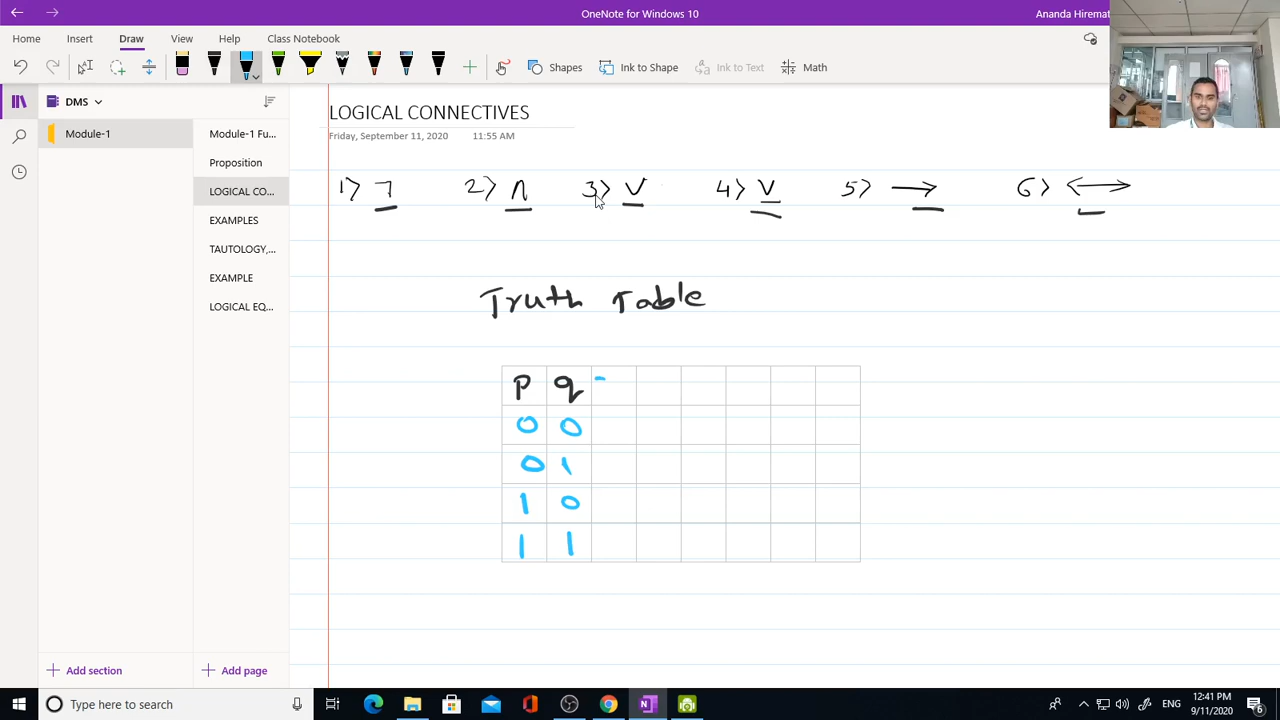 OneNote for Windows 10
Ananda Hiremat
Home Insert Draw View Help Class Notebook
Shapes Ink to Shape Ink to Text Math
DMS
LOGICAL CONNECTIVES
Friday, September 11, 2020 11:55 AM
Module-1
Module-1 Fu...
Proposition
LOGICAL CO...
EXAMPLES
TAUTOLOGY,...
EXAMPLE
LOGICAL EQ...
1) ㄱ 2) ∧ 3) ∨ 4) ⊻ 5) → 6) ↔
Truth Table
p q
0 0
0 1
1 0
1 1
Add section Add page
Type here to search
ENG 12:41 PM
9/11/2020 6